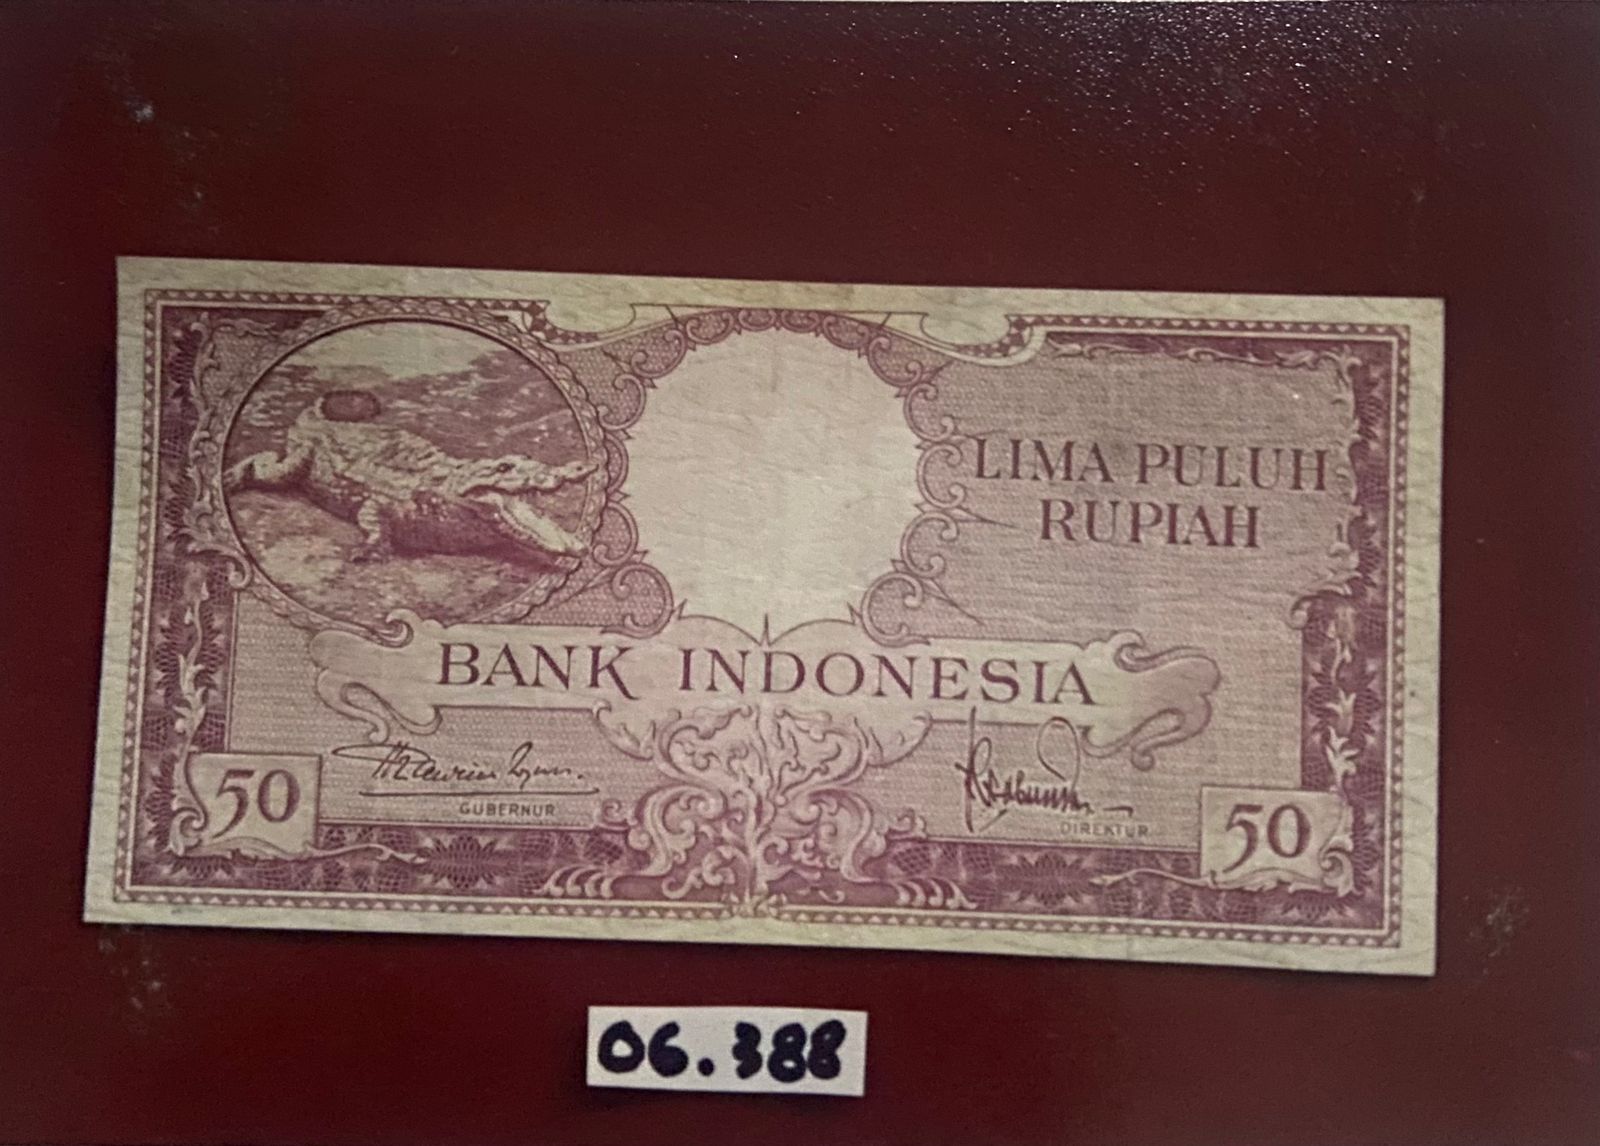 LIMA PULUH
RUPIAH
BANK INDONESIA
GUBERNUR
DIREKTUR
50
50
06.388